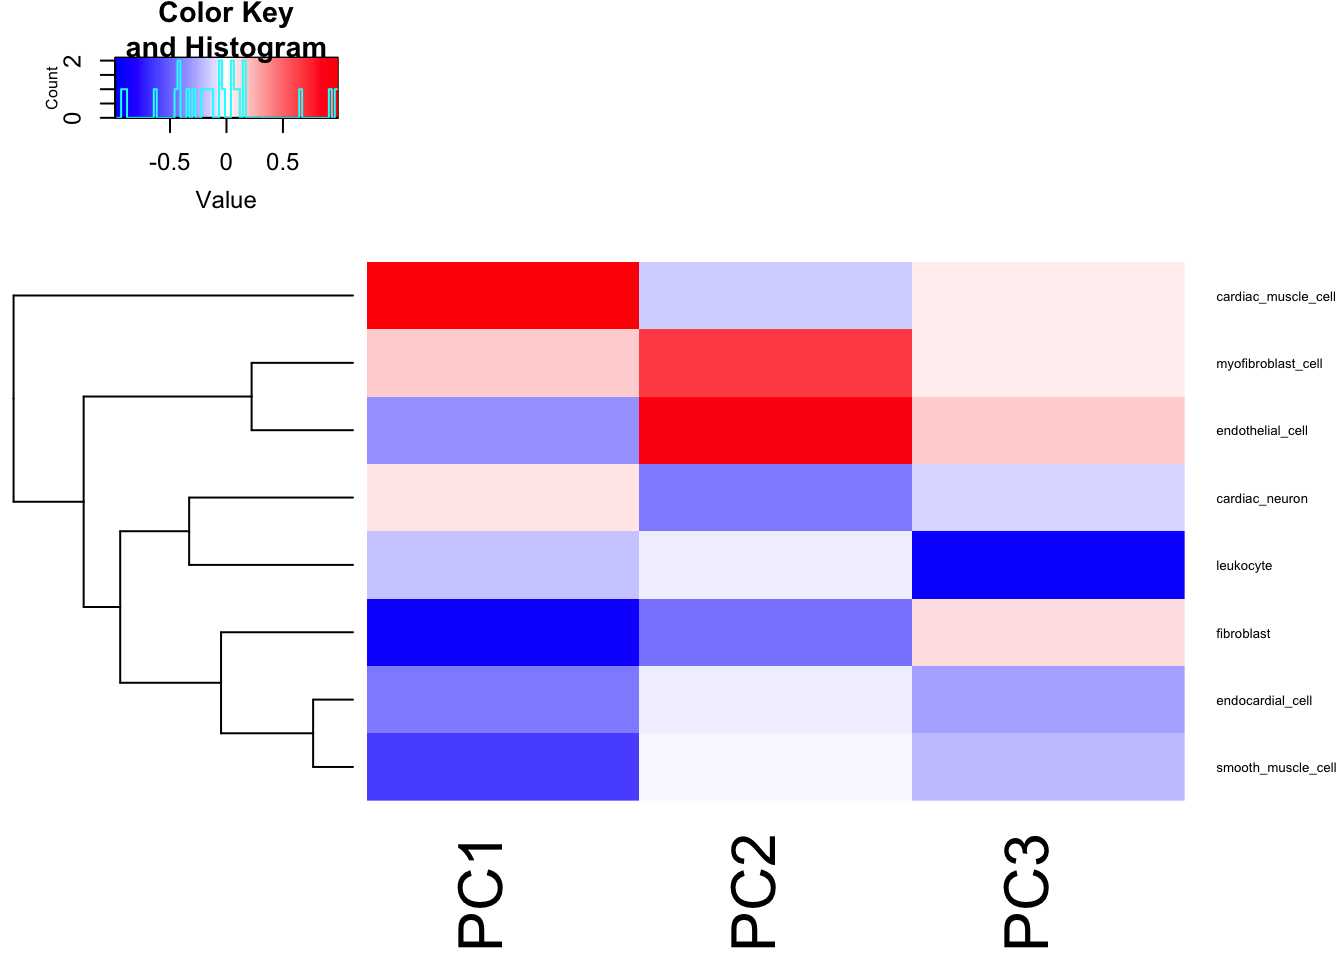 Color Key
and Histogram
Count
0 2
-0.5 0 0.5
Value
cardiac_muscle_cell
myofibroblast_cell
endothelial_cell
cardiac_neuron
leukocyte
fibroblast
endocardial_cell
smooth_muscle_cell
PC1 PC2 PC3